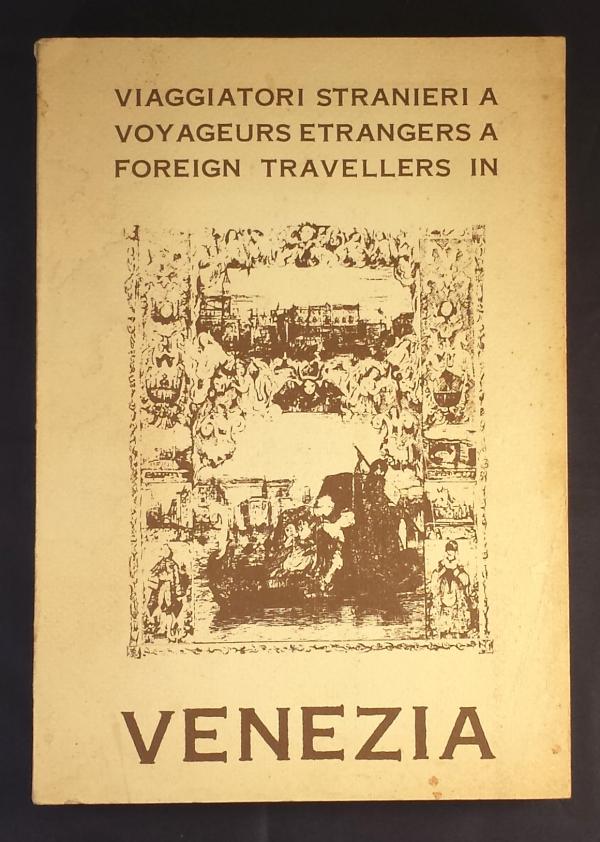 VIAGGIATORI STRANIERI A
VOYAGEURS ETRANGERS A
FOREIGN TRAVELLERS IN
VENEZIA